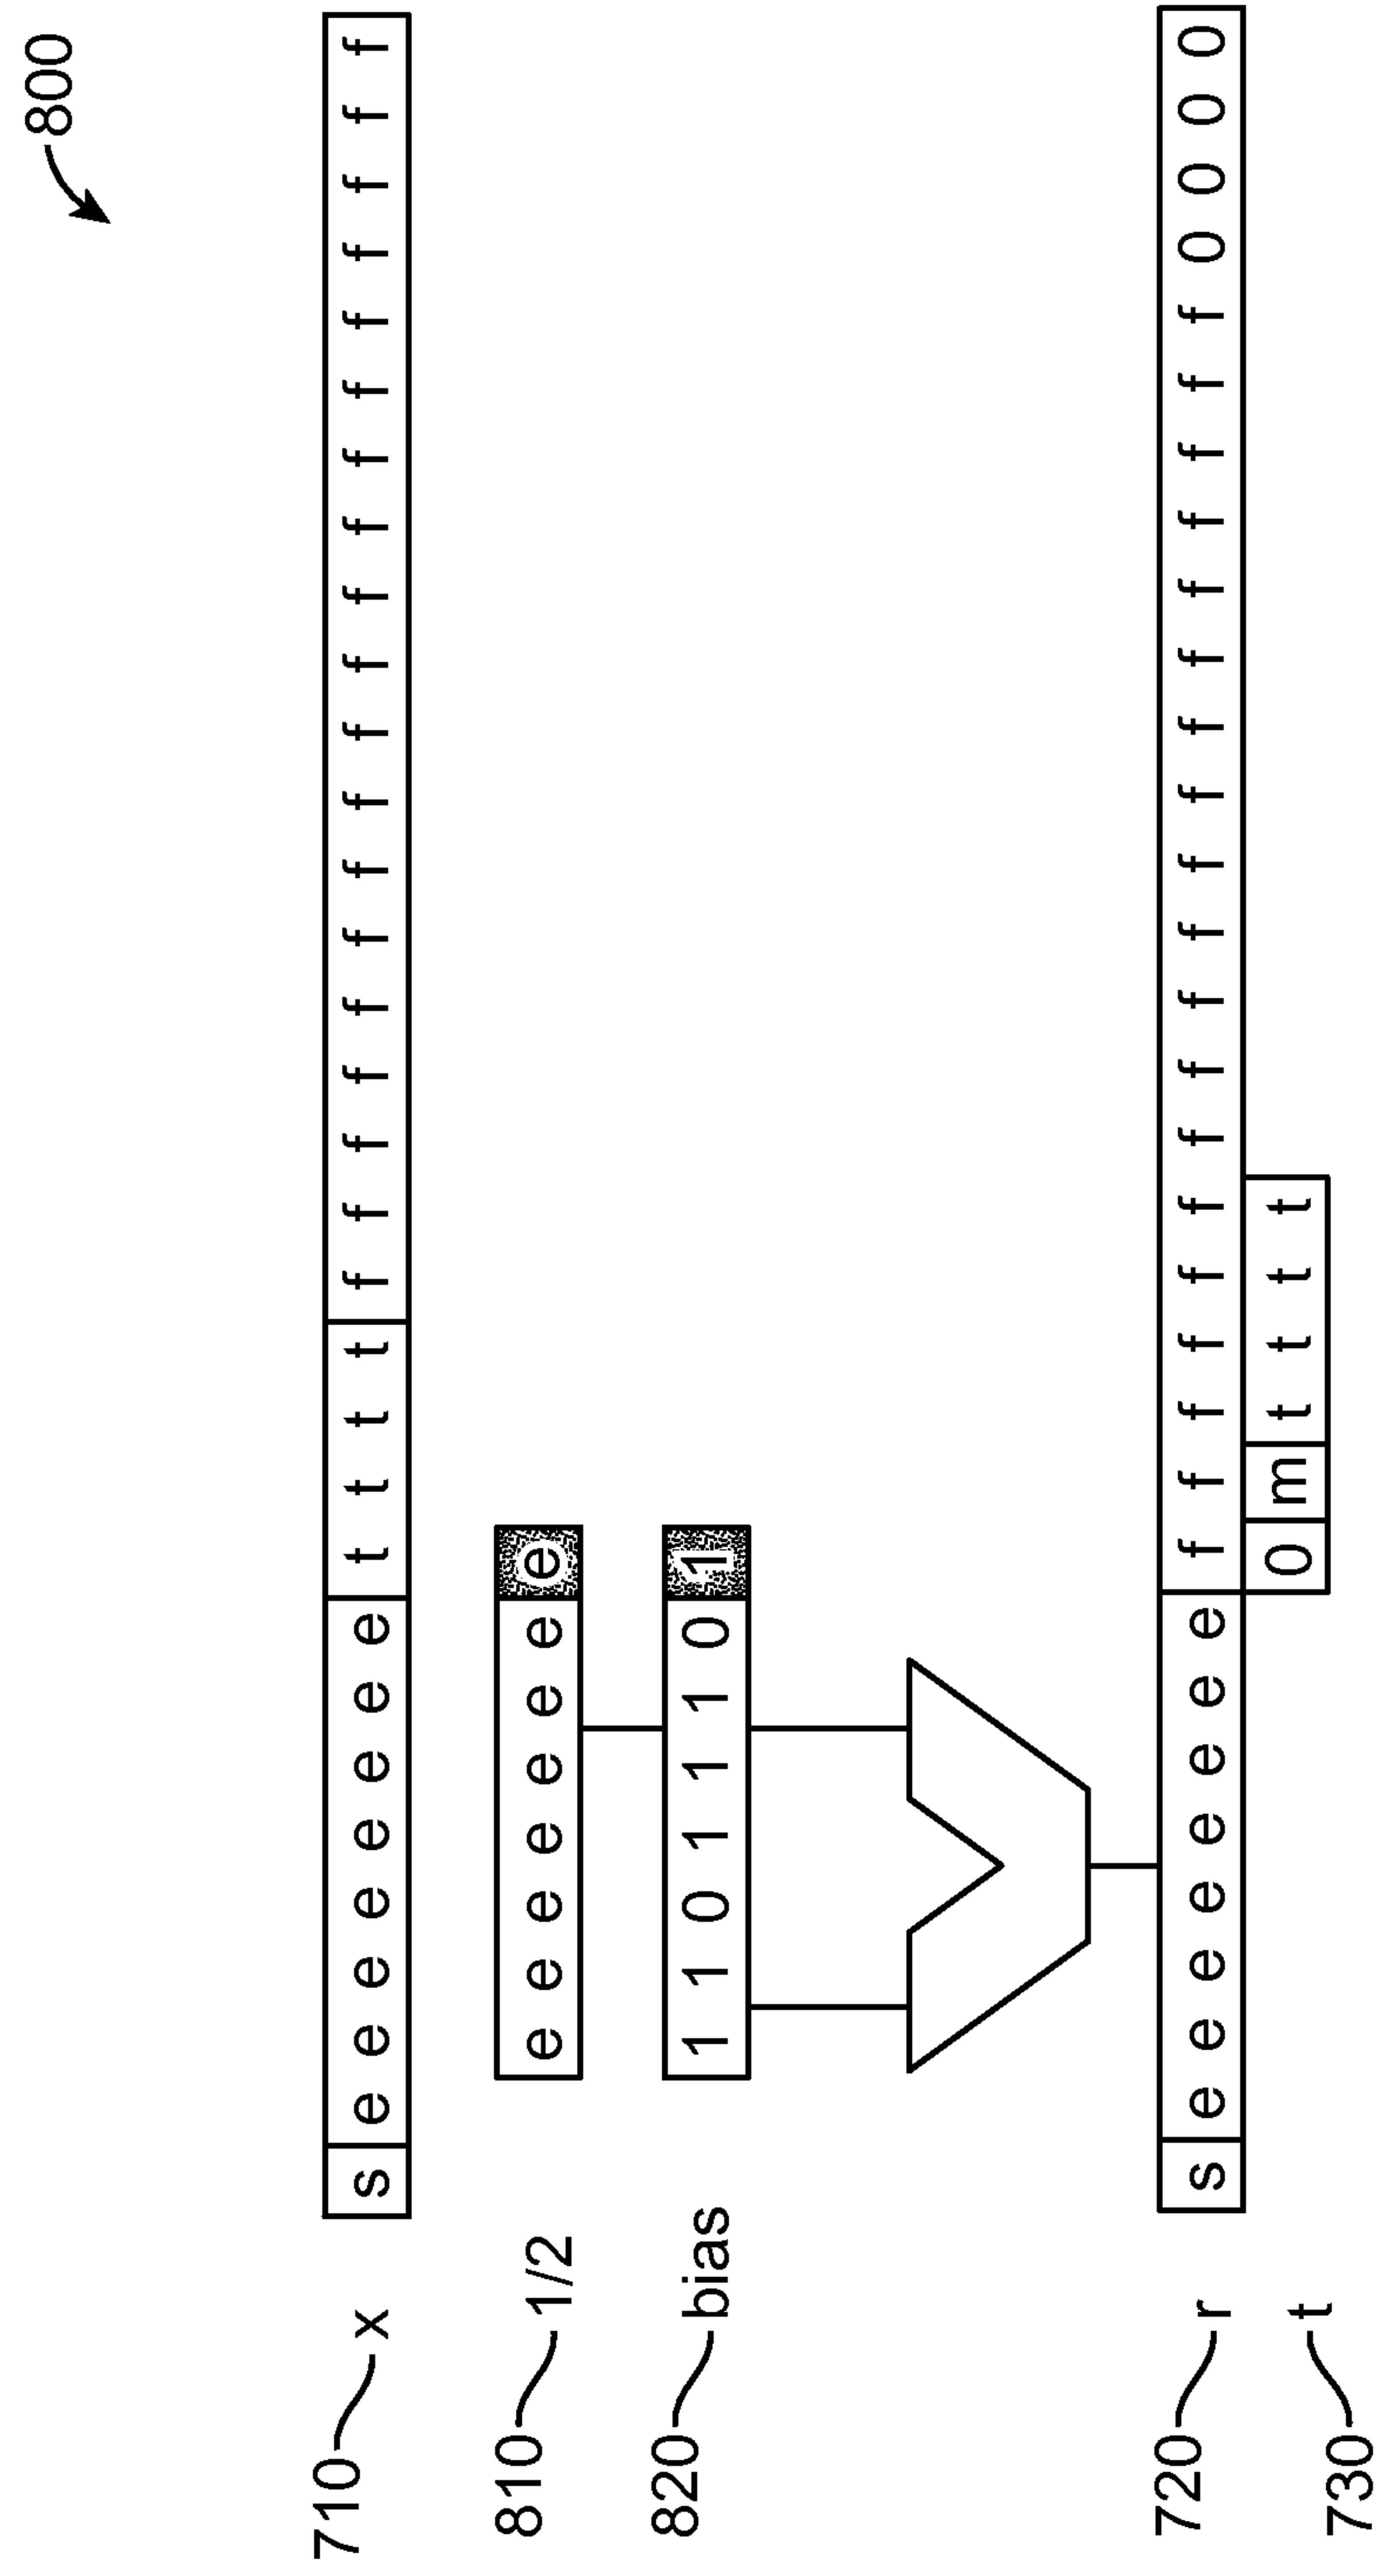 800
710 x s e e e e e e e e t t t t f f f f f f f f f f f f f f f f f f f
810 1/2 e e e e e e e e
820 bias 1 1 0 1 1 1 0 1
720 r s e e e e e e e e f f f f f f f f f f f f f f f f f f f 0 0 0 0
730 t 0 m t t t t